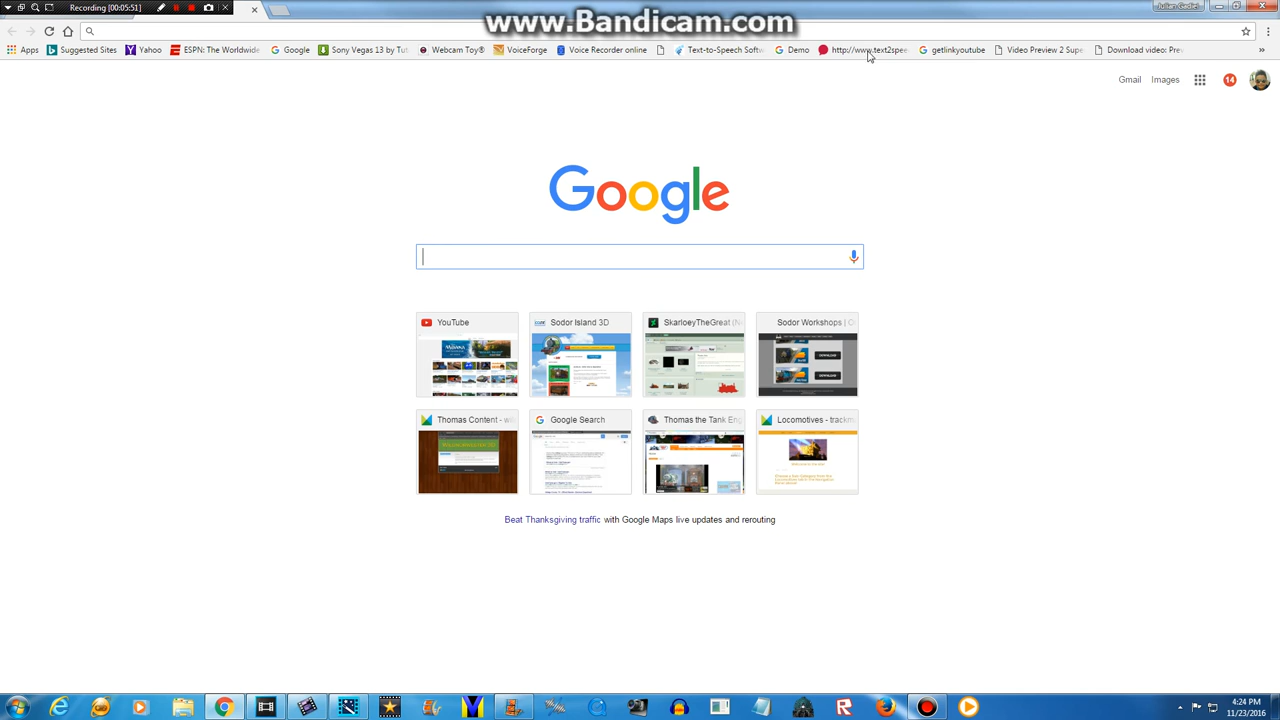 Recording [00:05:51]
www.Bandicam.com
Apps Suggested Sites Yahoo ESPN: The Worldwide Google Sony Vegas 13 by Tut Webcam Toy® VoiceForge Voice Recorder online Text-to-Speech Softw Demo http://www.text2spee getlinkyoutube Video Preview 2 Supe Download video: Pre
Gmail Images 14
Google
YouTube Sodor Island 3D SkarloeyTheGreat (N Sodor Workshops |
Thomas Content - w Google Search Thomas the Tank Eng Locomotives - trackm
Beat Thanksgiving traffic with Google Maps live updates and rerouting
4:24 PM
11/23/2016